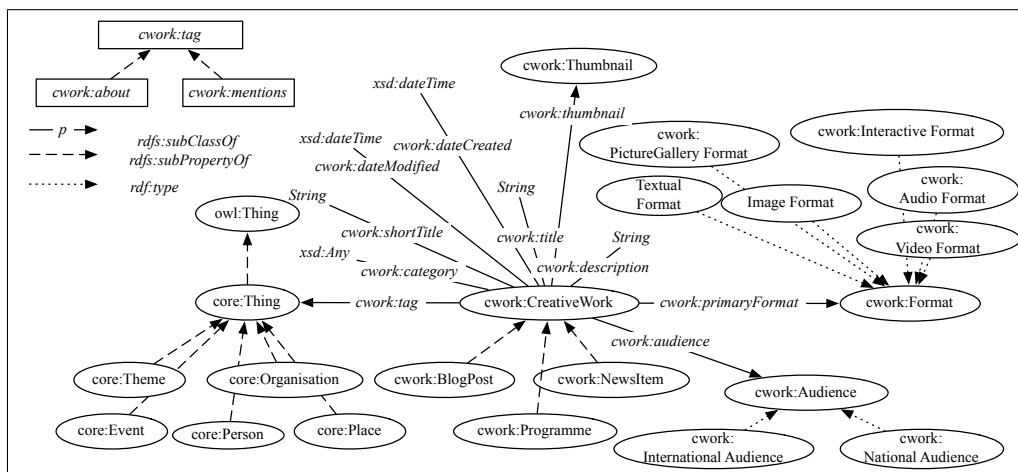 cwork:tag
cwork:about
cwork:mentions
p
rdfs:subClassOf
rdfs:subPropertyOf
rdf:type
cwork:Thumbnail
xsd:dateTime
cwork:thumbnail
xsd:dateTime
cwork:dateCreated
cwork:dateModified
cwork:
PictureGallery Format
cwork:Interactive Format
Textual
Format
Image Format
cwork:
Audio Format
cwork:
Video Format
String
String
owl:Thing
cwork:shortTitle
cwork:title
String
xsd:Any
cwork:category
cwork:description
core:Thing
cwork:tag
cwork:CreativeWork
cwork:primaryFormat
cwork:Format
cwork:audience
core:Theme
core:Organisation
cwork:BlogPost
cwork:NewsItem
cwork:Audience
core:Event
core:Person
core:Place
cwork:Programme
cwork:
International Audience
cwork:
National Audience